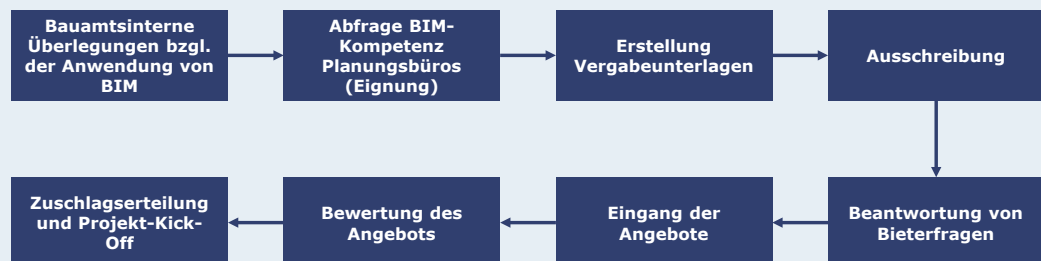 Bauamtsinterne
Überlegungen bzgl.
der Anwendung von
BIM
Abfrage BIM-
Kompetenz
Planungsbüros
(Eignung)
Erstellung
Vergabeunterlagen
Ausschreibung
Beantwortung von
Bieterfragen
Eingang der
Angebote
Bewertung des
Angebots
Zuschlagserteilung
und Projekt-Kick-
Off